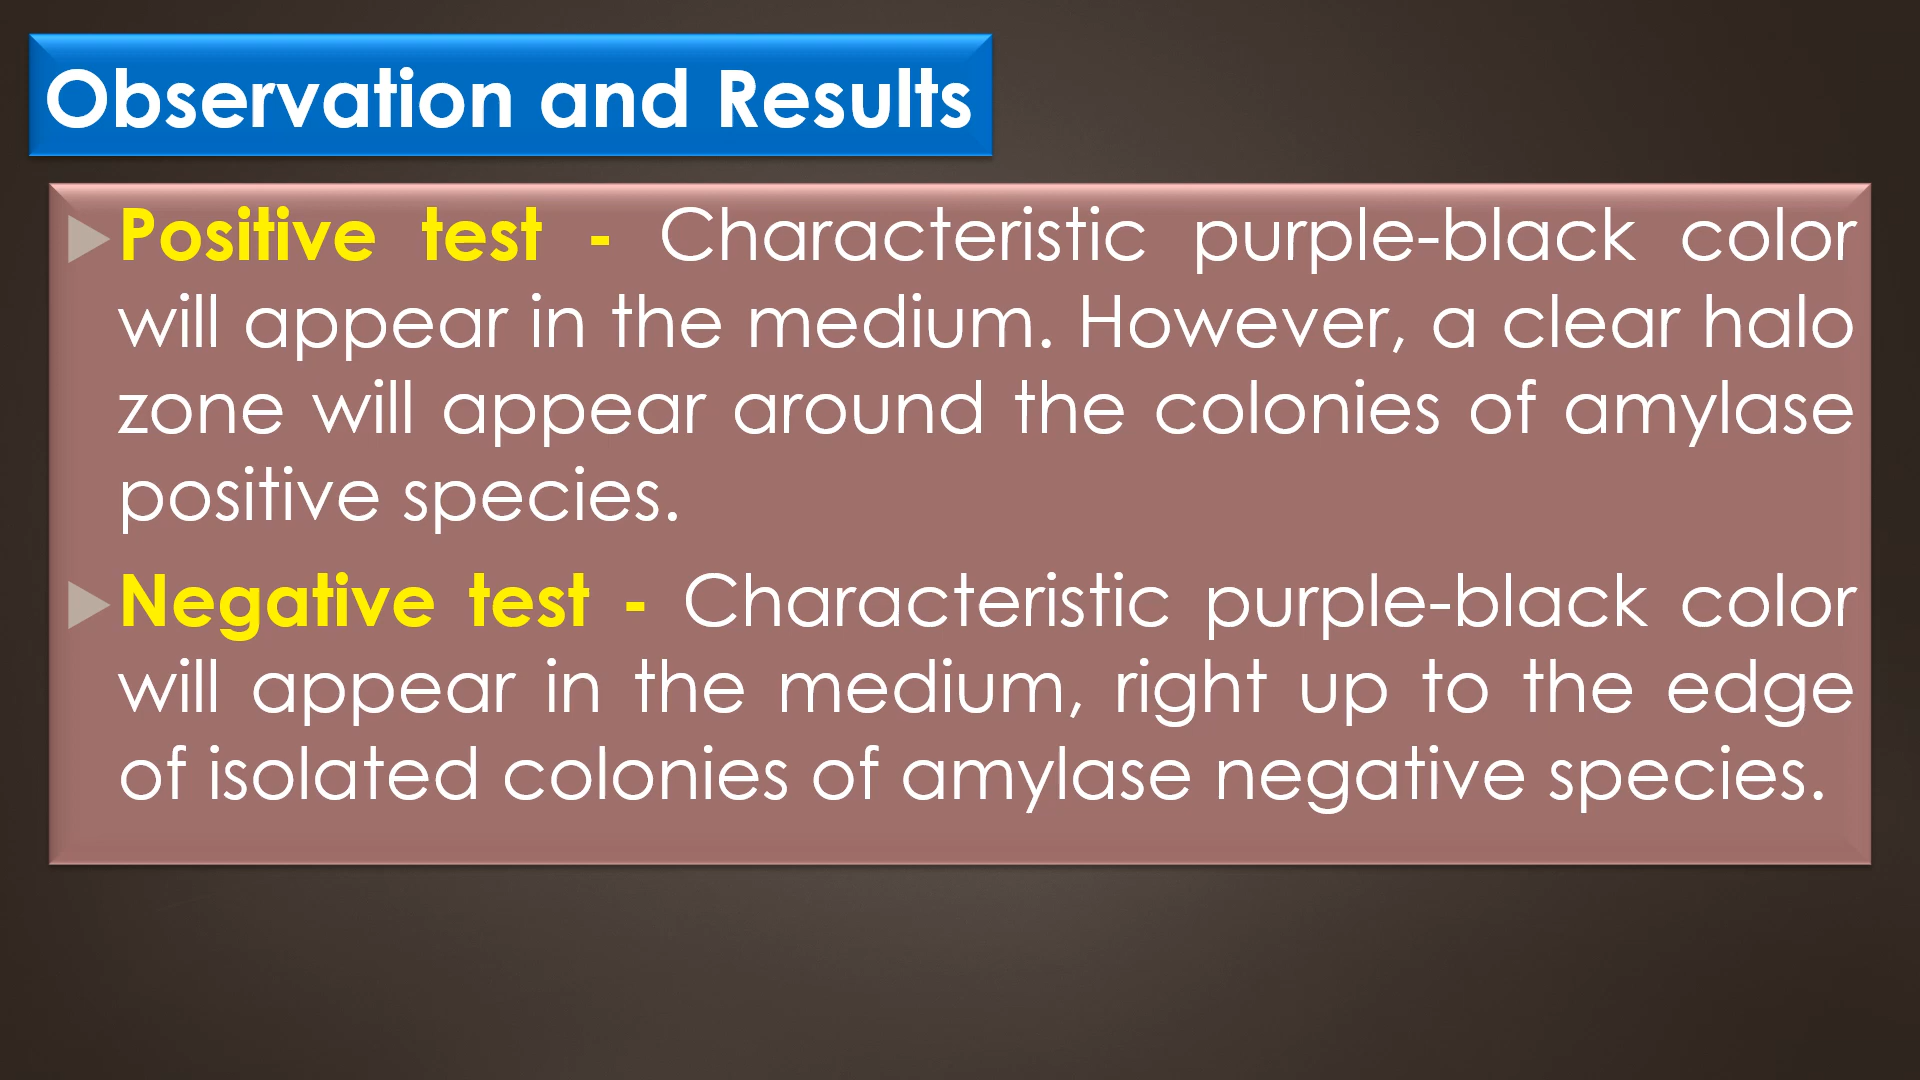 Observation and Results
Positive test - Characteristic purple-black color
will appear in the medium. However, a clear halo
zone will appear around the colonies of amylase
positive species.
Negative test - Characteristic purple-black color
will appear in the medium, right up to the edge
of isolated colonies of amylase negative species.